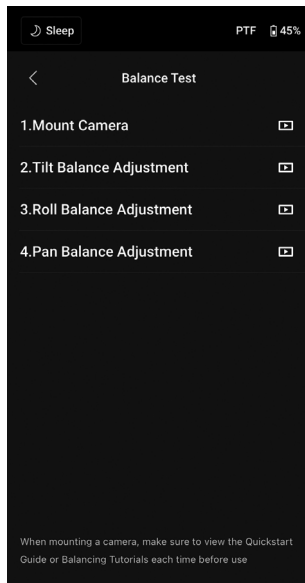 Sleep PTF 45%
Balance Test
1.Mount Camera
2.Tilt Balance Adjustment
3.Roll Balance Adjustment
4.Pan Balance Adjustment
When mounting a camera, make sure to view the Quickstart
Guide or Balancing Tutorials each time before use